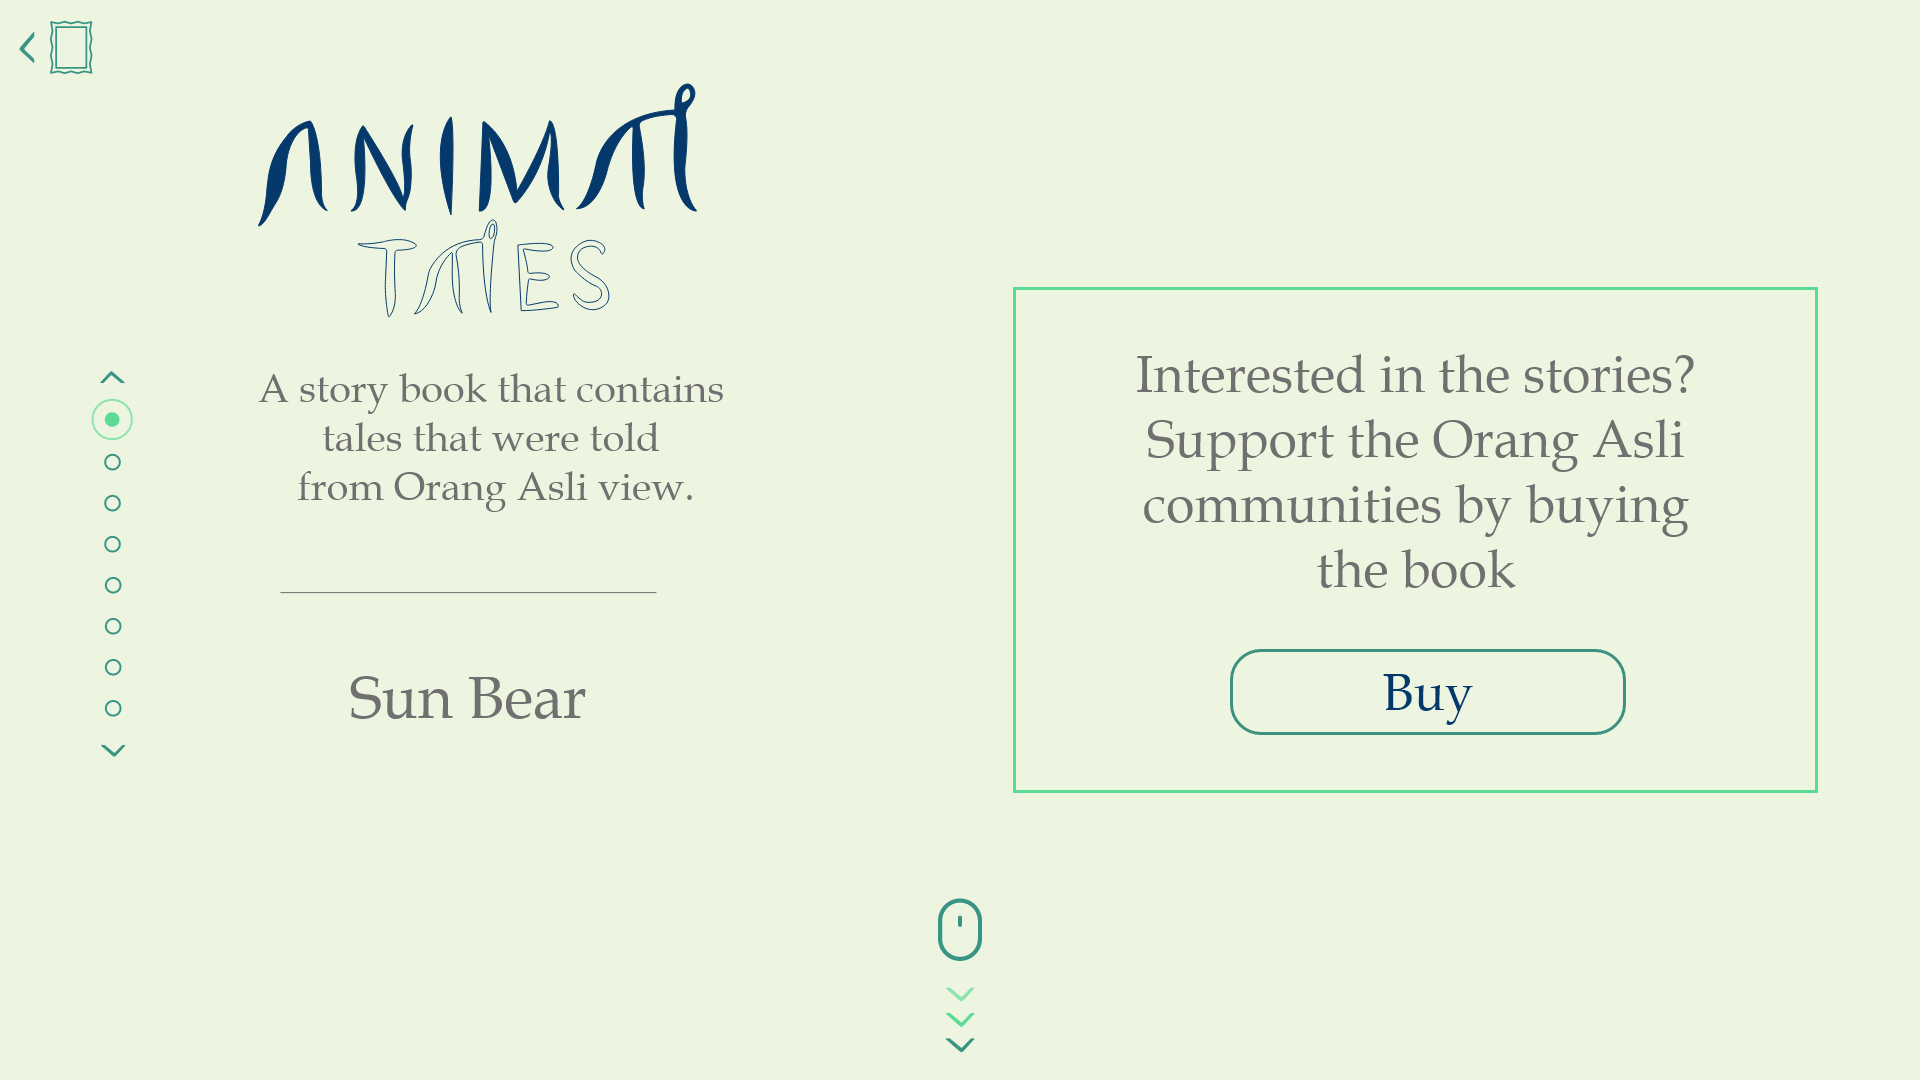 ANIMAL
TALES
A story book that contains
tales that were told
from Orang Asli view.
Sun Bear
Interested in the stories?
Support the Orang Asli
communities by buying
the book
Buy